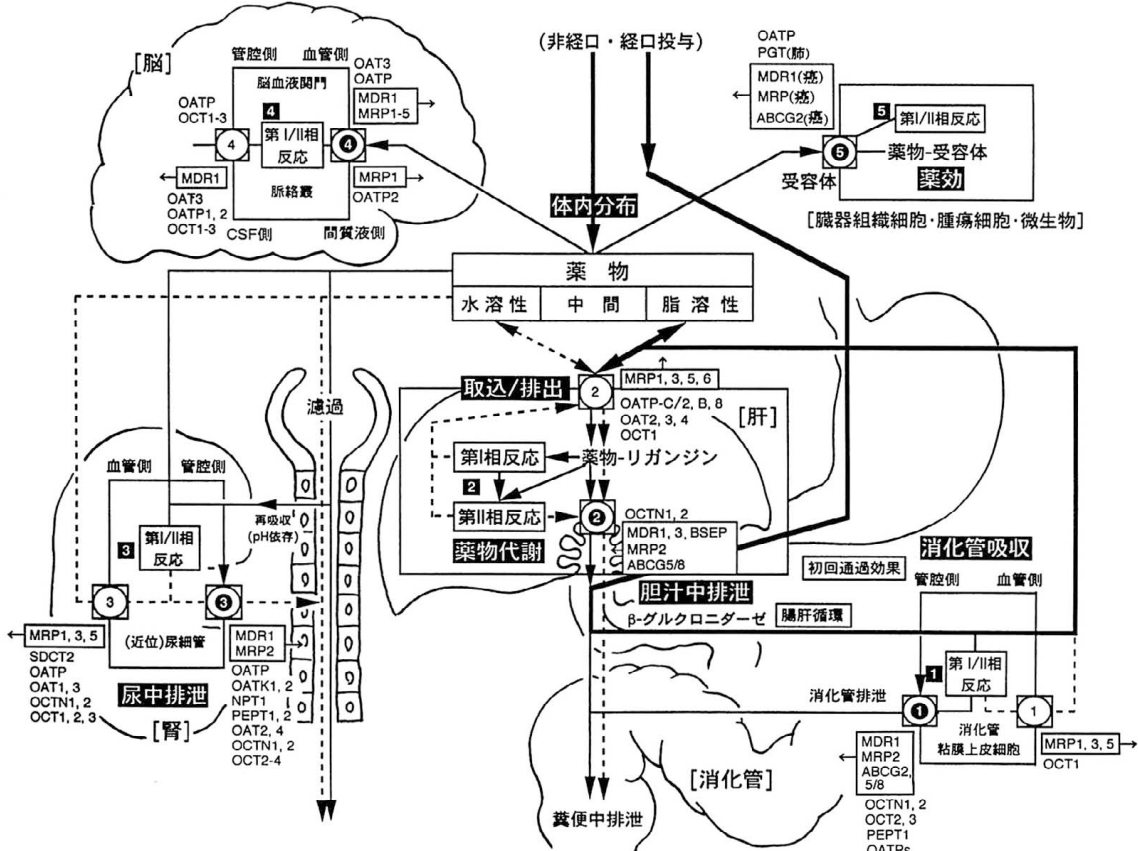 (非経口・経口投与)
[脳]
管腔側
血管側
脳血液関門
OAT3
OATP
MDR1
MRP1-5
OATP
OCT1-3
4
第I/II相
反応
4
4
MDR1
脈絡叢
MRP1
OATP2
OAT3
OATP1, 2
OCT1-3
CSF側
間質液側
OATP
PGT(肺)
MDR1(癌)
MRP(癌)
ABCG2(癌)
5
第I/II相反応
5
薬物-受容体
受容体
薬効
[臓器組織細胞・腫瘍細胞・微生物]
体内分布
薬 物
水溶性
中 間
脂溶性
取込/排出
2
MRP1, 3, 5, 6
OATP-C/2, B, 8
OAT2, 3, 4
OCT1
[肝]
第I相反応
薬物-リガンジン
2
第II相反応
2
薬物代謝
OCTN1, 2
MDR1, 3, BSEP
MRP2
ABCG5/8
胆汁中排泄
β-グルクロニダーゼ
初回通過効果
腸肝循環
濾過
血管側
管腔側
再吸収
(pH依存)
3
第I/II相
反応
3
3
(近位)尿細管
MRP1, 3, 5
SDCT2
OATP
OAT1, 3
OCTN1, 2
OCT1, 2, 3
尿中排泄
[腎]
MDR1
MRP2
OATP
OATK1, 2
NPT1
PEPT1, 2
OAT2, 4
OCTN1, 2
OCT2-4
消化管吸収
管腔側
血管側
1
第I/II相
反応
消化管排泄
1
1
消化管
粘膜上皮細胞
MRP1, 3, 5
OCT1
MDR1
MRP2
ABCG2,
5/8
OCTN1, 2
OCT2, 3
PEPT1
OATPs
[消化管]
糞便中排泄